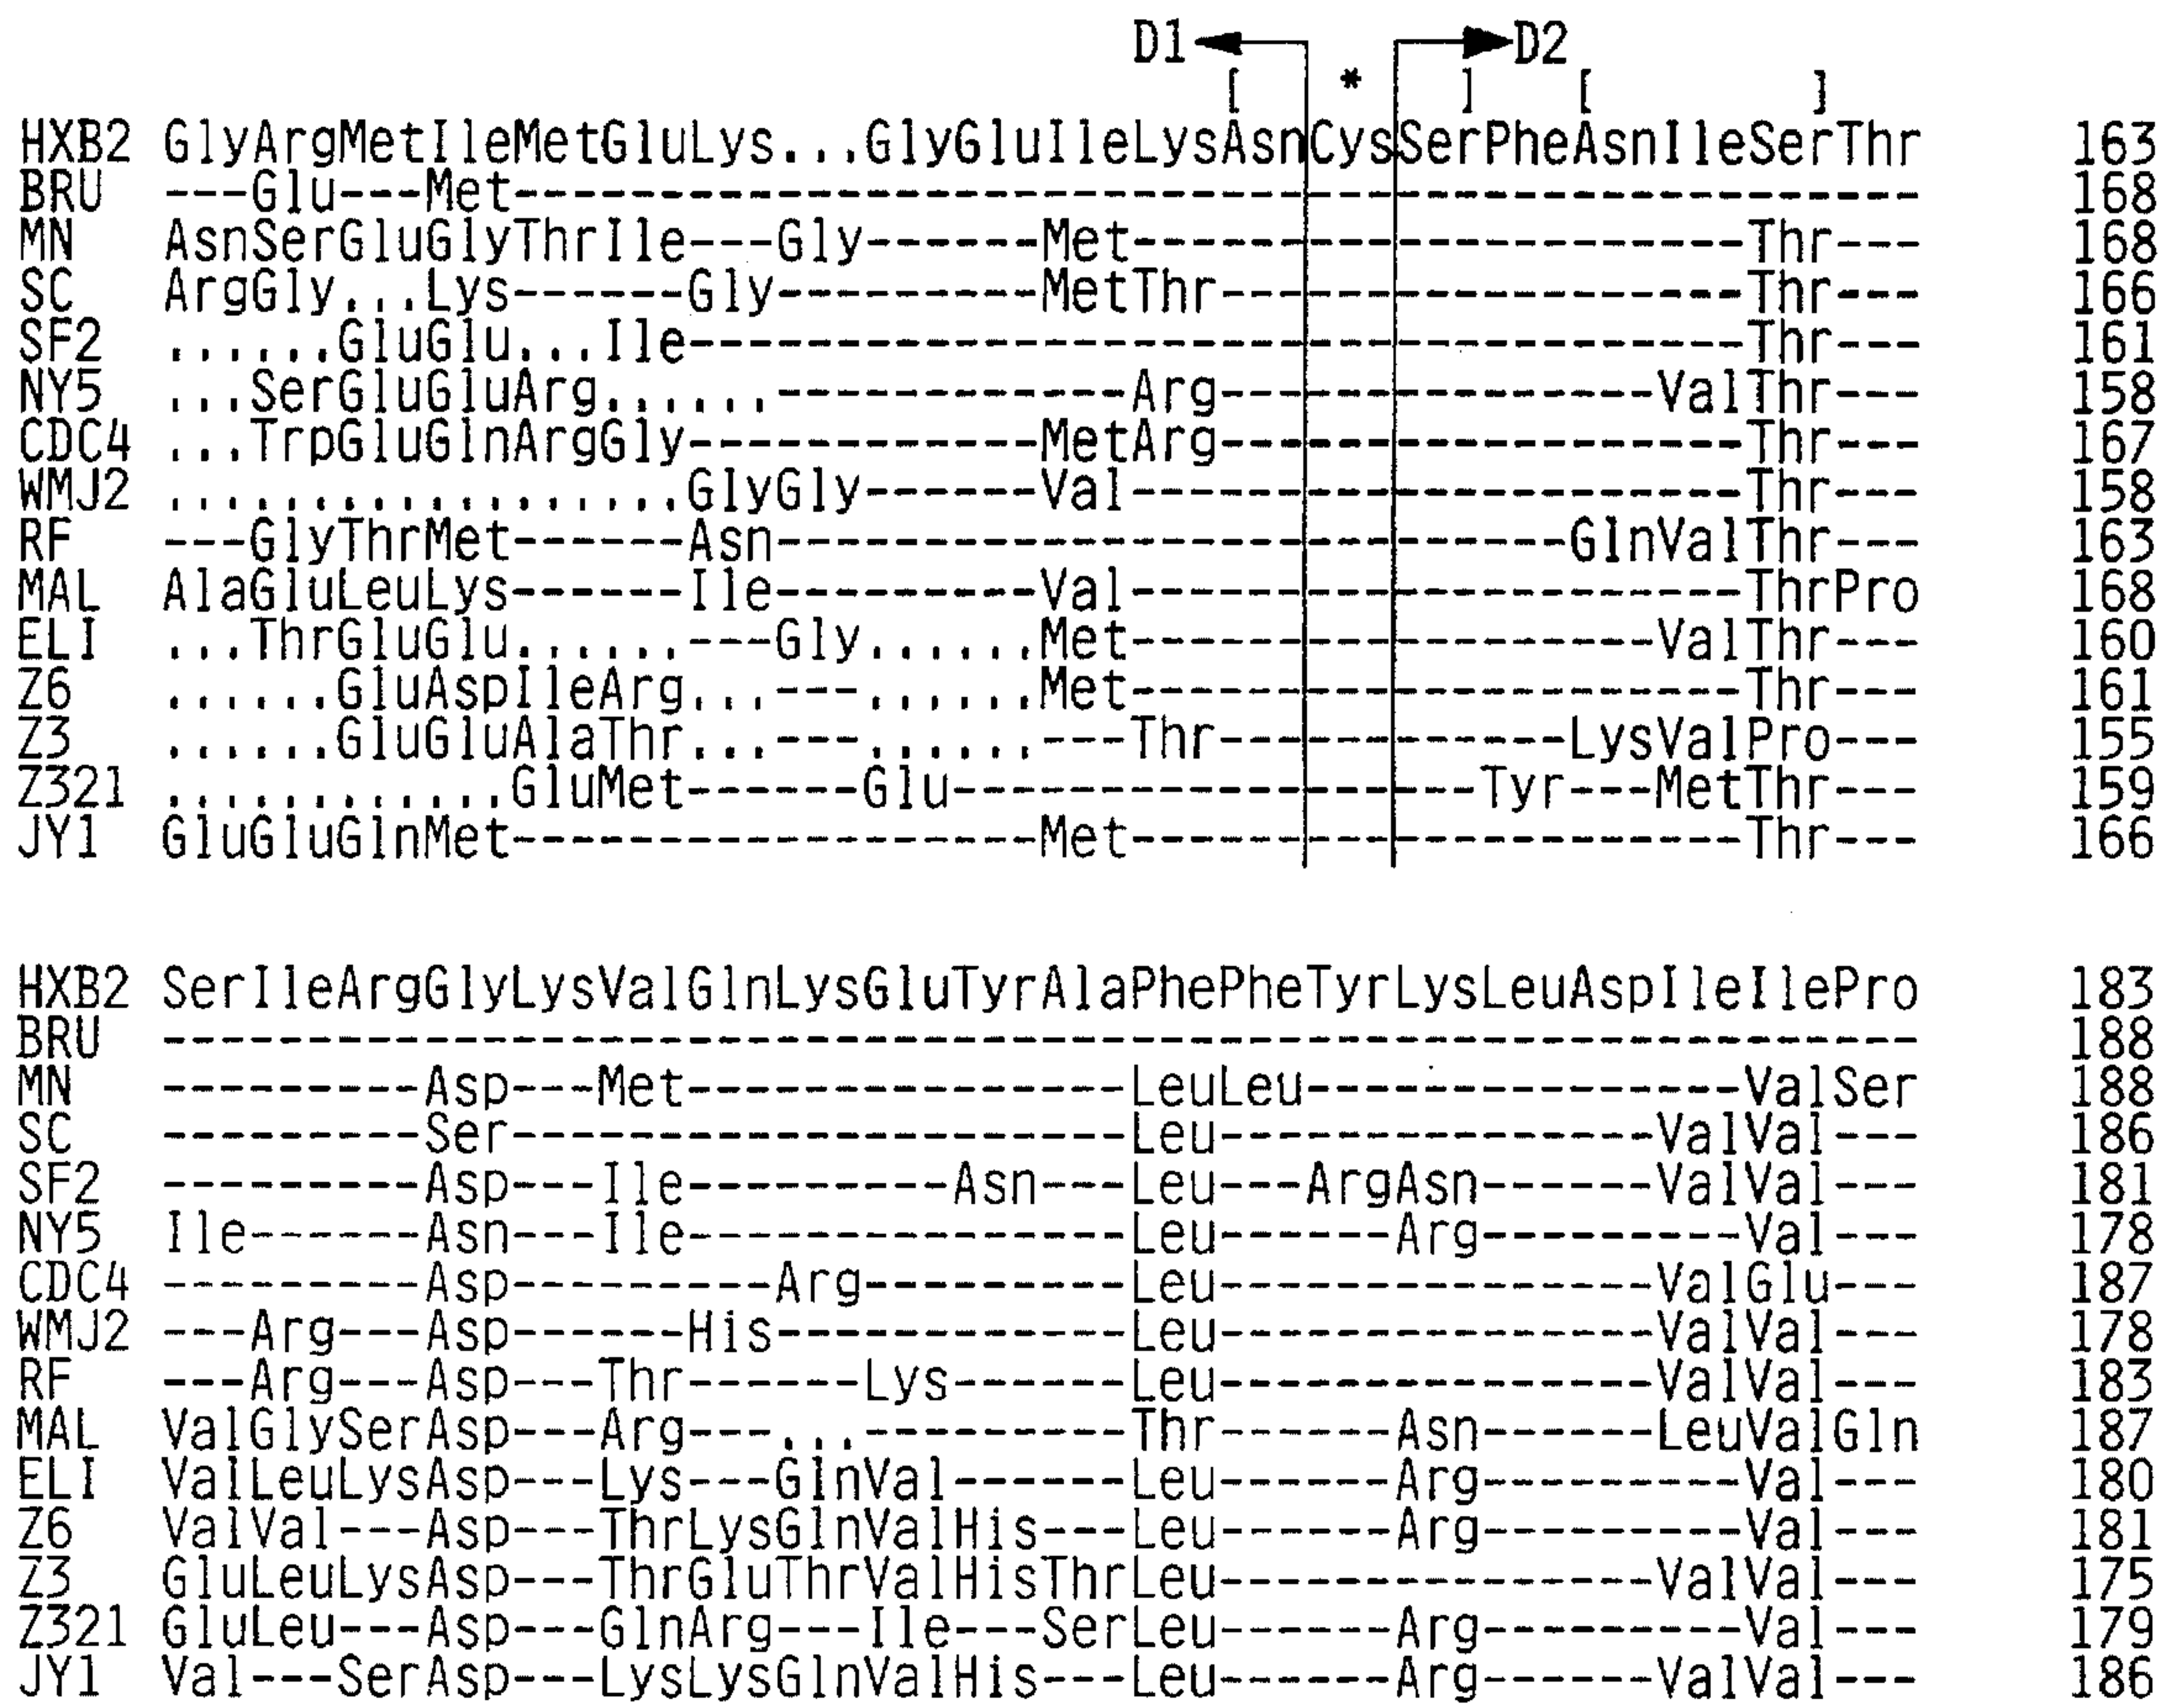 D1 D2
[ * ] [ ]
HXB2 GlyArgMetIleMetGluLys...GlyGluIleLysAsnCysSerPheAsnIleSerThr 163
BRU ---Glu---Met------------------------------------------------ 168
MN AsnSerGluGlyThrIle---Gly------Met---------------------Thr--- 168
SC ArgGly...Lys------Gly---------MetThr------------------Thr--- 166
SF2 ......GluGlu...Ile------------------------------------Thr--- 161
NY5 ...SerGluGluArg......------------Arg---------------ValThr--- 158
CDC4 ...TrpGluGlnArgGly------------MetArg------------------Thr--- 167
WMJ2 ..................GlyGly------Val---------------------Thr--- 158
RF ---GlyThrMet------Asn---------------------------GlnValThr--- 163
MAL AlaGluLeuLys------Ile---------Val---------------------ThrPro 168
ELI ...ThrGluGlu......---Gly......Met------------------ValThr--- 160
Z6 ......GluAspIleArg...---......Met---------------------Thr--- 161
Z3 ......GluGluAlaThr...---......---Thr------------LysValPro--- 155
Z321 ............GluMet------Glu------------------Tyr---MetThr--- 159
JY1 GluGluGlnMet------------------Met---------------------Thr--- 166
HXB2 SerIleArgGlyLysValGlnLysGluTyrAlaPhePheTyrLysLeuAspIleIlePro 183
BRU ------------------------------------------------------------ 188
MN ---------Asp---Met---------------LeuLeu---------------ValSer 188
SC ---------Ser---------------------Leu---------------ValVal--- 186
SF2 ---------Asp---Ile---------Asn---Leu---ArgAsn------ValVal--- 181
NY5 Ile------Asn---Ile---------------Leu------Arg---------Val--- 178
CDC4 ---------Asp---------Arg---------Leu---------------ValGlu--- 187
WMJ2 ---Arg---Asp------His------------Leu---------------ValVal--- 178
RF ---Arg---Asp---Thr------Lys------Leu---------------ValVal--- 183
MAL ValGlySerAsp---Arg---...---------Thr------Asn------LeuValGln 187
ELI ValLeuLysAsp---Lys---GlnVal------Leu------Arg---------Val--- 180
Z6 ValVal---Asp---ThrLysGlnValHis---Leu------Arg---------Val--- 181
Z3 GluLeuLysAsp---ThrGluThrValHisThrLeu---------------ValVal--- 175
Z321 GluLeu---Asp---GlnArg---Ile---SerLeu------Arg---------Val--- 179
JY1 Val---SerAsp---LysLysGlnValHis---Leu------Arg------ValVal--- 186